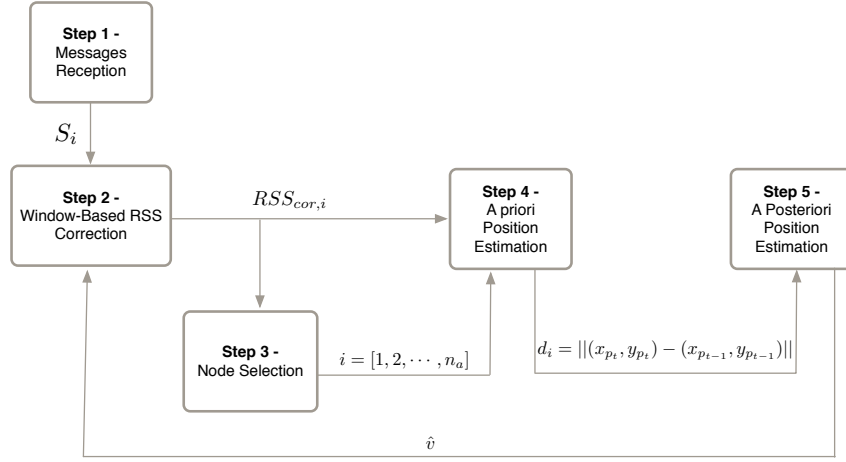 Step 1 -
Messages
Reception
$S_i$
Step 2 -
Window-Based RSS
Correction
$RSS_{cor,i}$
Step 3 -
Node Selection
$i = [1, 2, \cdots, n_a]$
Step 4 -
A priori
Position
Estimation
$d_i = ||(x_{p_t}, y_{p_t}) - (x_{p_{t-1}}, y_{p_{t-1}})||$
Step 5 -
A Posteriori
Position
Estimation
$\hat{v}$